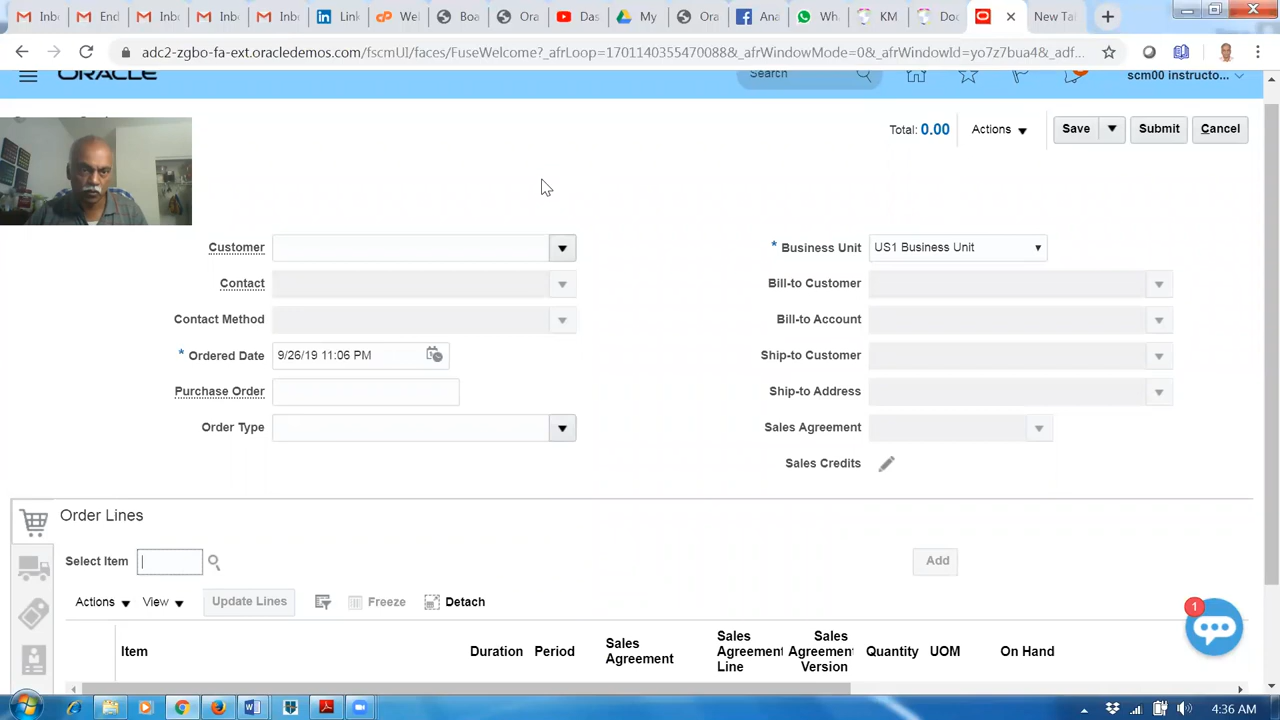 Inb
End
Inb
Inb
Inb
Link
We
Boa
Ora
Das
My
Ora
Ana
Wha
KM
Do
New Ta
adc2-zgbo-fa-ext.oracledemos.com/fscmUI/faces/FuseWelcome?_afrLoop=170114035547008&_afrWindowMode=0&_afrWindowId=yo7z7bua4&_adf...
ORACLE
Search
scm00 instructo...
Total: 0.00
Actions
Save
Submit
Cancel
Customer
* Business Unit
US1 Business Unit
Contact
Bill-to Customer
Contact Method
Bill-to Account
* Ordered Date
9/26/19 11:06 PM
Ship-to Customer
Purchase Order
Ship-to Address
Order Type
Sales Agreement
Sales Credits
Order Lines
Select Item
Add
Actions
View
Update Lines
Freeze
Detach
1
Item
Duration
Period
Sales Agreement
Sales Agreement Line
Sales Agreement Version
Quantity
UOM
On Hand
4:36 AM